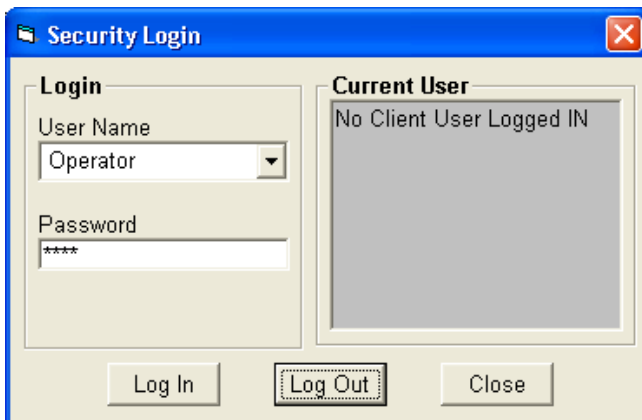 Security Login
Login
User Name
Operator
Password
****
Current User
No Client User Logged IN
Log In
Log Out
Close